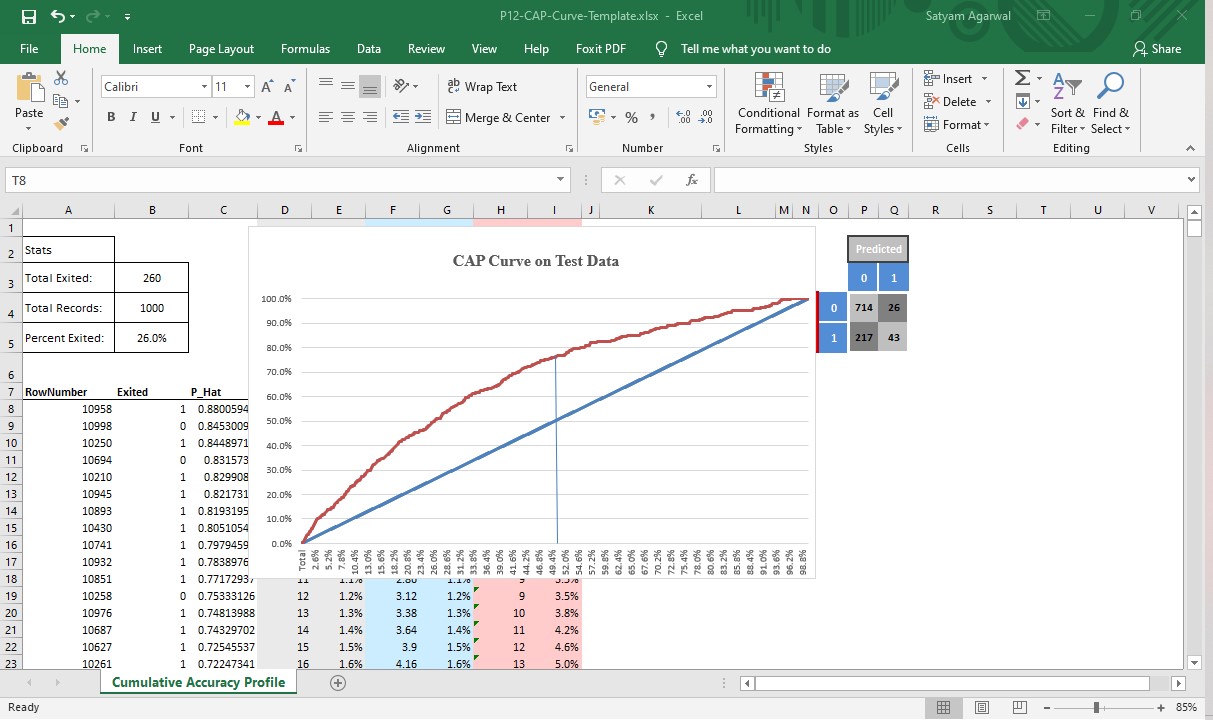 P12-CAP-Curve-Template.xlsx - Excel
Satyam Agarwal
File Home Insert Page Layout Formulas Data Review View Help Foxit PDF Tell me what you want to do Share
Paste
Clipboard
Calibri 11
B I U
Font
Wrap Text
Merge & Center
Alignment
General
%
Number
Conditional Formatting
Format as Table
Cell Styles
Styles
Insert
Delete
Format
Cells
Sort & Filter
Find & Select
Editing
T8
fx
A B C D E F G H I J K L M N O P Q R S T U V
1
2 Stats
3 Total Exited: 260
4 Total Records: 1000
5 Percent Exited: 26.0%
6
7 RowNumber Exited P_Hat
8 10958 1 0.8800594
9 10998 0 0.8453009
10 10250 1 0.8448971
11 10694 0 0.831573
12 10210 1 0.829908
13 10945 1 0.821731
14 10893 1 0.8193195
15 10430 1 0.8051054
16 10741 1 0.7979459
17 10932 1 0.7838976
18 10851 1 0.77172937 11 1.1% 2.86 1.1% 9 3.5%
19 10258 0 0.75333126 12 1.2% 3.12 1.2% 9 3.5%
20 10976 1 0.74813988 13 1.3% 3.38 1.3% 10 3.8%
21 10687 1 0.74329702 14 1.4% 3.64 1.4% 11 4.2%
22 10627 1 0.72545537 15 1.5% 3.9 1.5% 12 4.6%
23 10261 1 0.72247341 16 1.6% 4.16 1.6% 13 5.0%
CAP Curve on Test Data
100.0%
90.0%
80.0%
70.0%
60.0%
50.0%
40.0%
30.0%
20.0%
10.0%
0.0%
Total 2.6% 5.2% 7.8% 10.4% 13.0% 15.6% 18.2% 20.8% 23.4% 26.0% 28.6% 31.2% 33.8% 36.4% 39.0% 41.6% 44.2% 46.8% 49.4% 52.0% 54.6% 57.2% 59.8% 62.4% 65.0% 67.6% 70.2% 72.8% 75.4% 78.0% 80.6% 83.2% 85.8% 88.4% 91.0% 93.6% 96.2% 98.8%
Predicted
0 1
0 714 26
1 217 43
Cumulative Accuracy Profile
Ready
85%